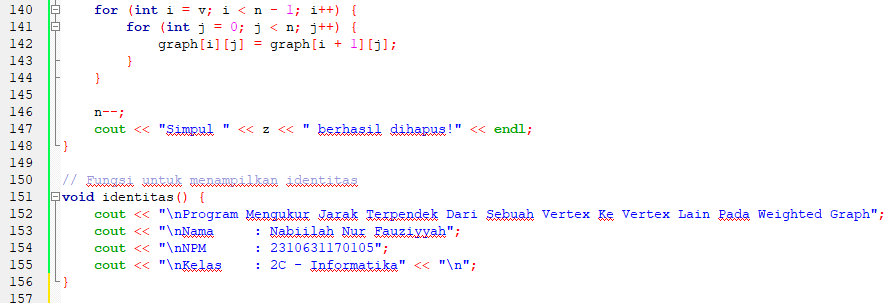 140 for (int i = v; i < n - 1; i++) {
141 for (int j = 0; j < n; j++) {
142 graph[i][j] = graph[i + 1][j];
143 }
144 }
145
146 n--;
147 cout << "Simpul " << z << " berhasil dihapus!" << endl;
148 }
149
150 // Fungsi untuk menampilkan identitas
151 void identitas() {
152 cout << "\nProgram Mengukur Jarak Terpendek Dari Sebuah Vertex Ke Vertex Lain Pada Weighted Graph";
153 cout << "\nNama    : Nabiilah Nur Fauziyyah";
154 cout << "\nNPM     : 2310631170105";
155 cout << "\nKelas   : 2C - Informatika" << "\n";
156 }
157